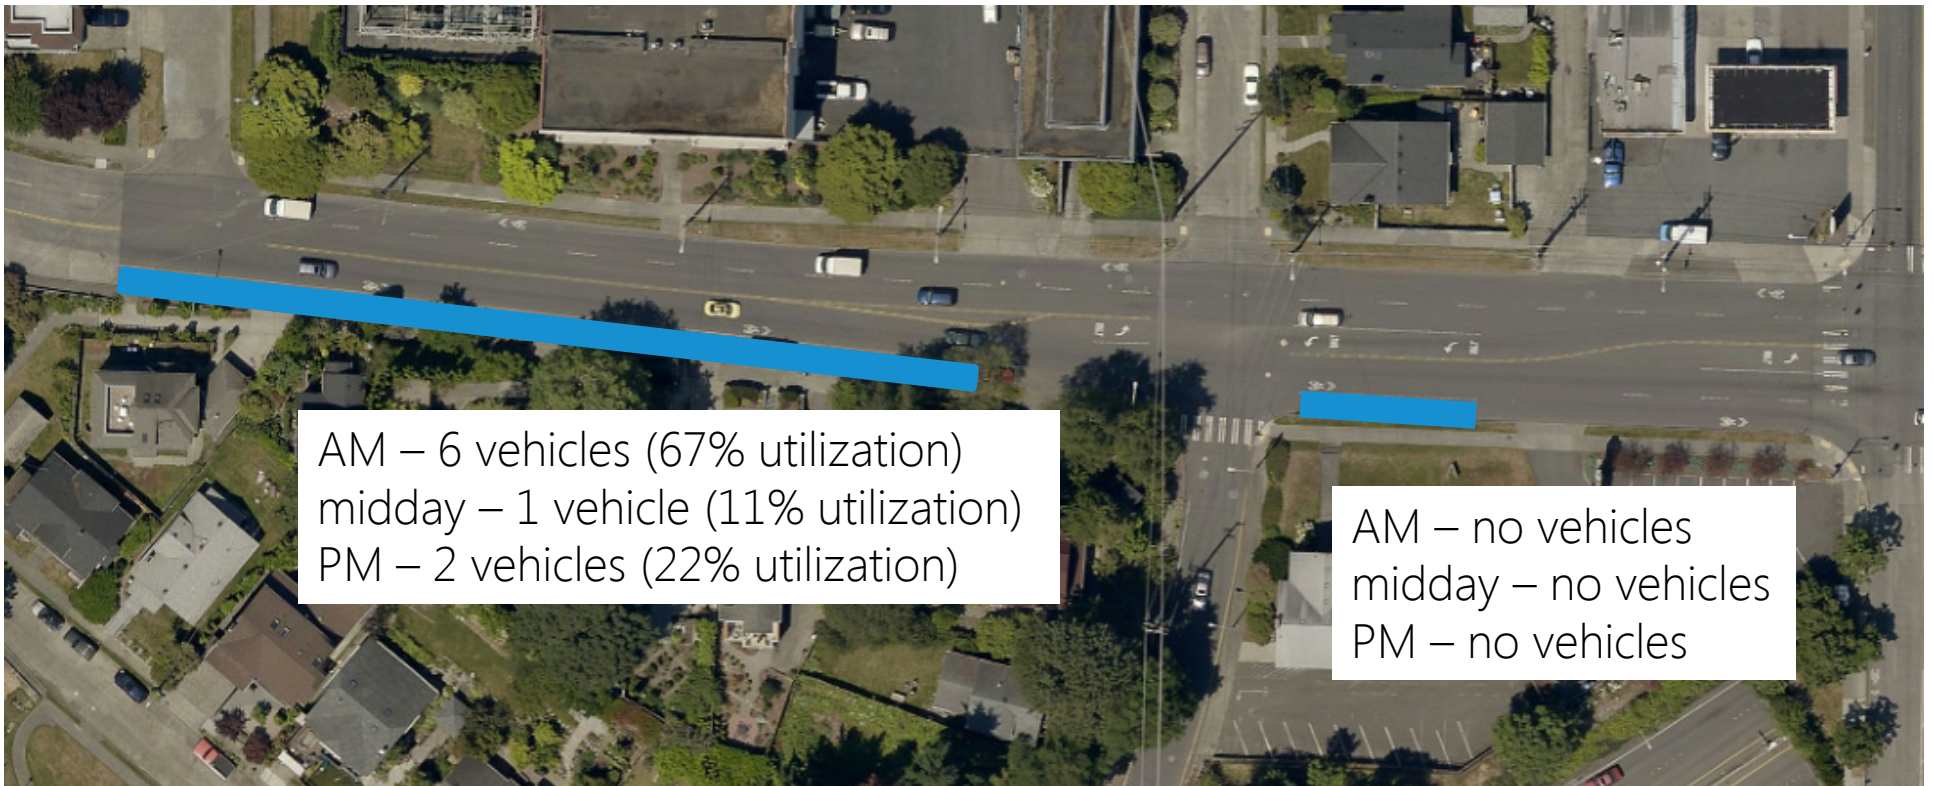 AM – 6 vehicles (67% utilization)
midday – 1 vehicle (11% utilization)
PM – 2 vehicles (22% utilization)
AM – no vehicles
midday – no vehicles
PM – no vehicles